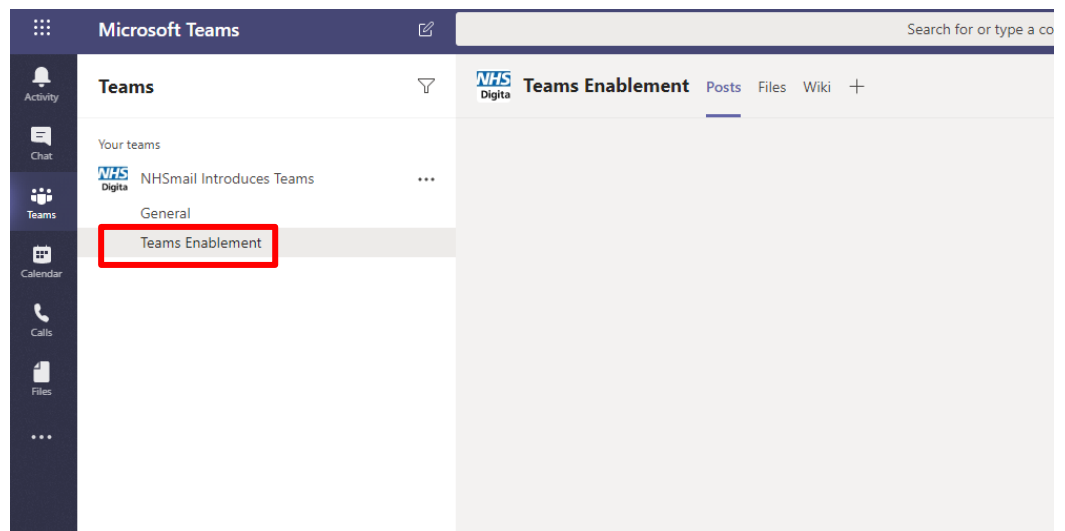 Microsoft Teams
Search for or type a co
Activity
Chat
Teams
Calendar
Calls
Files
Teams
Your teams
NHS
Digita
NHSmail Introduces Teams
General
Teams Enablement
NHS
Digita
Teams Enablement Posts Files Wiki